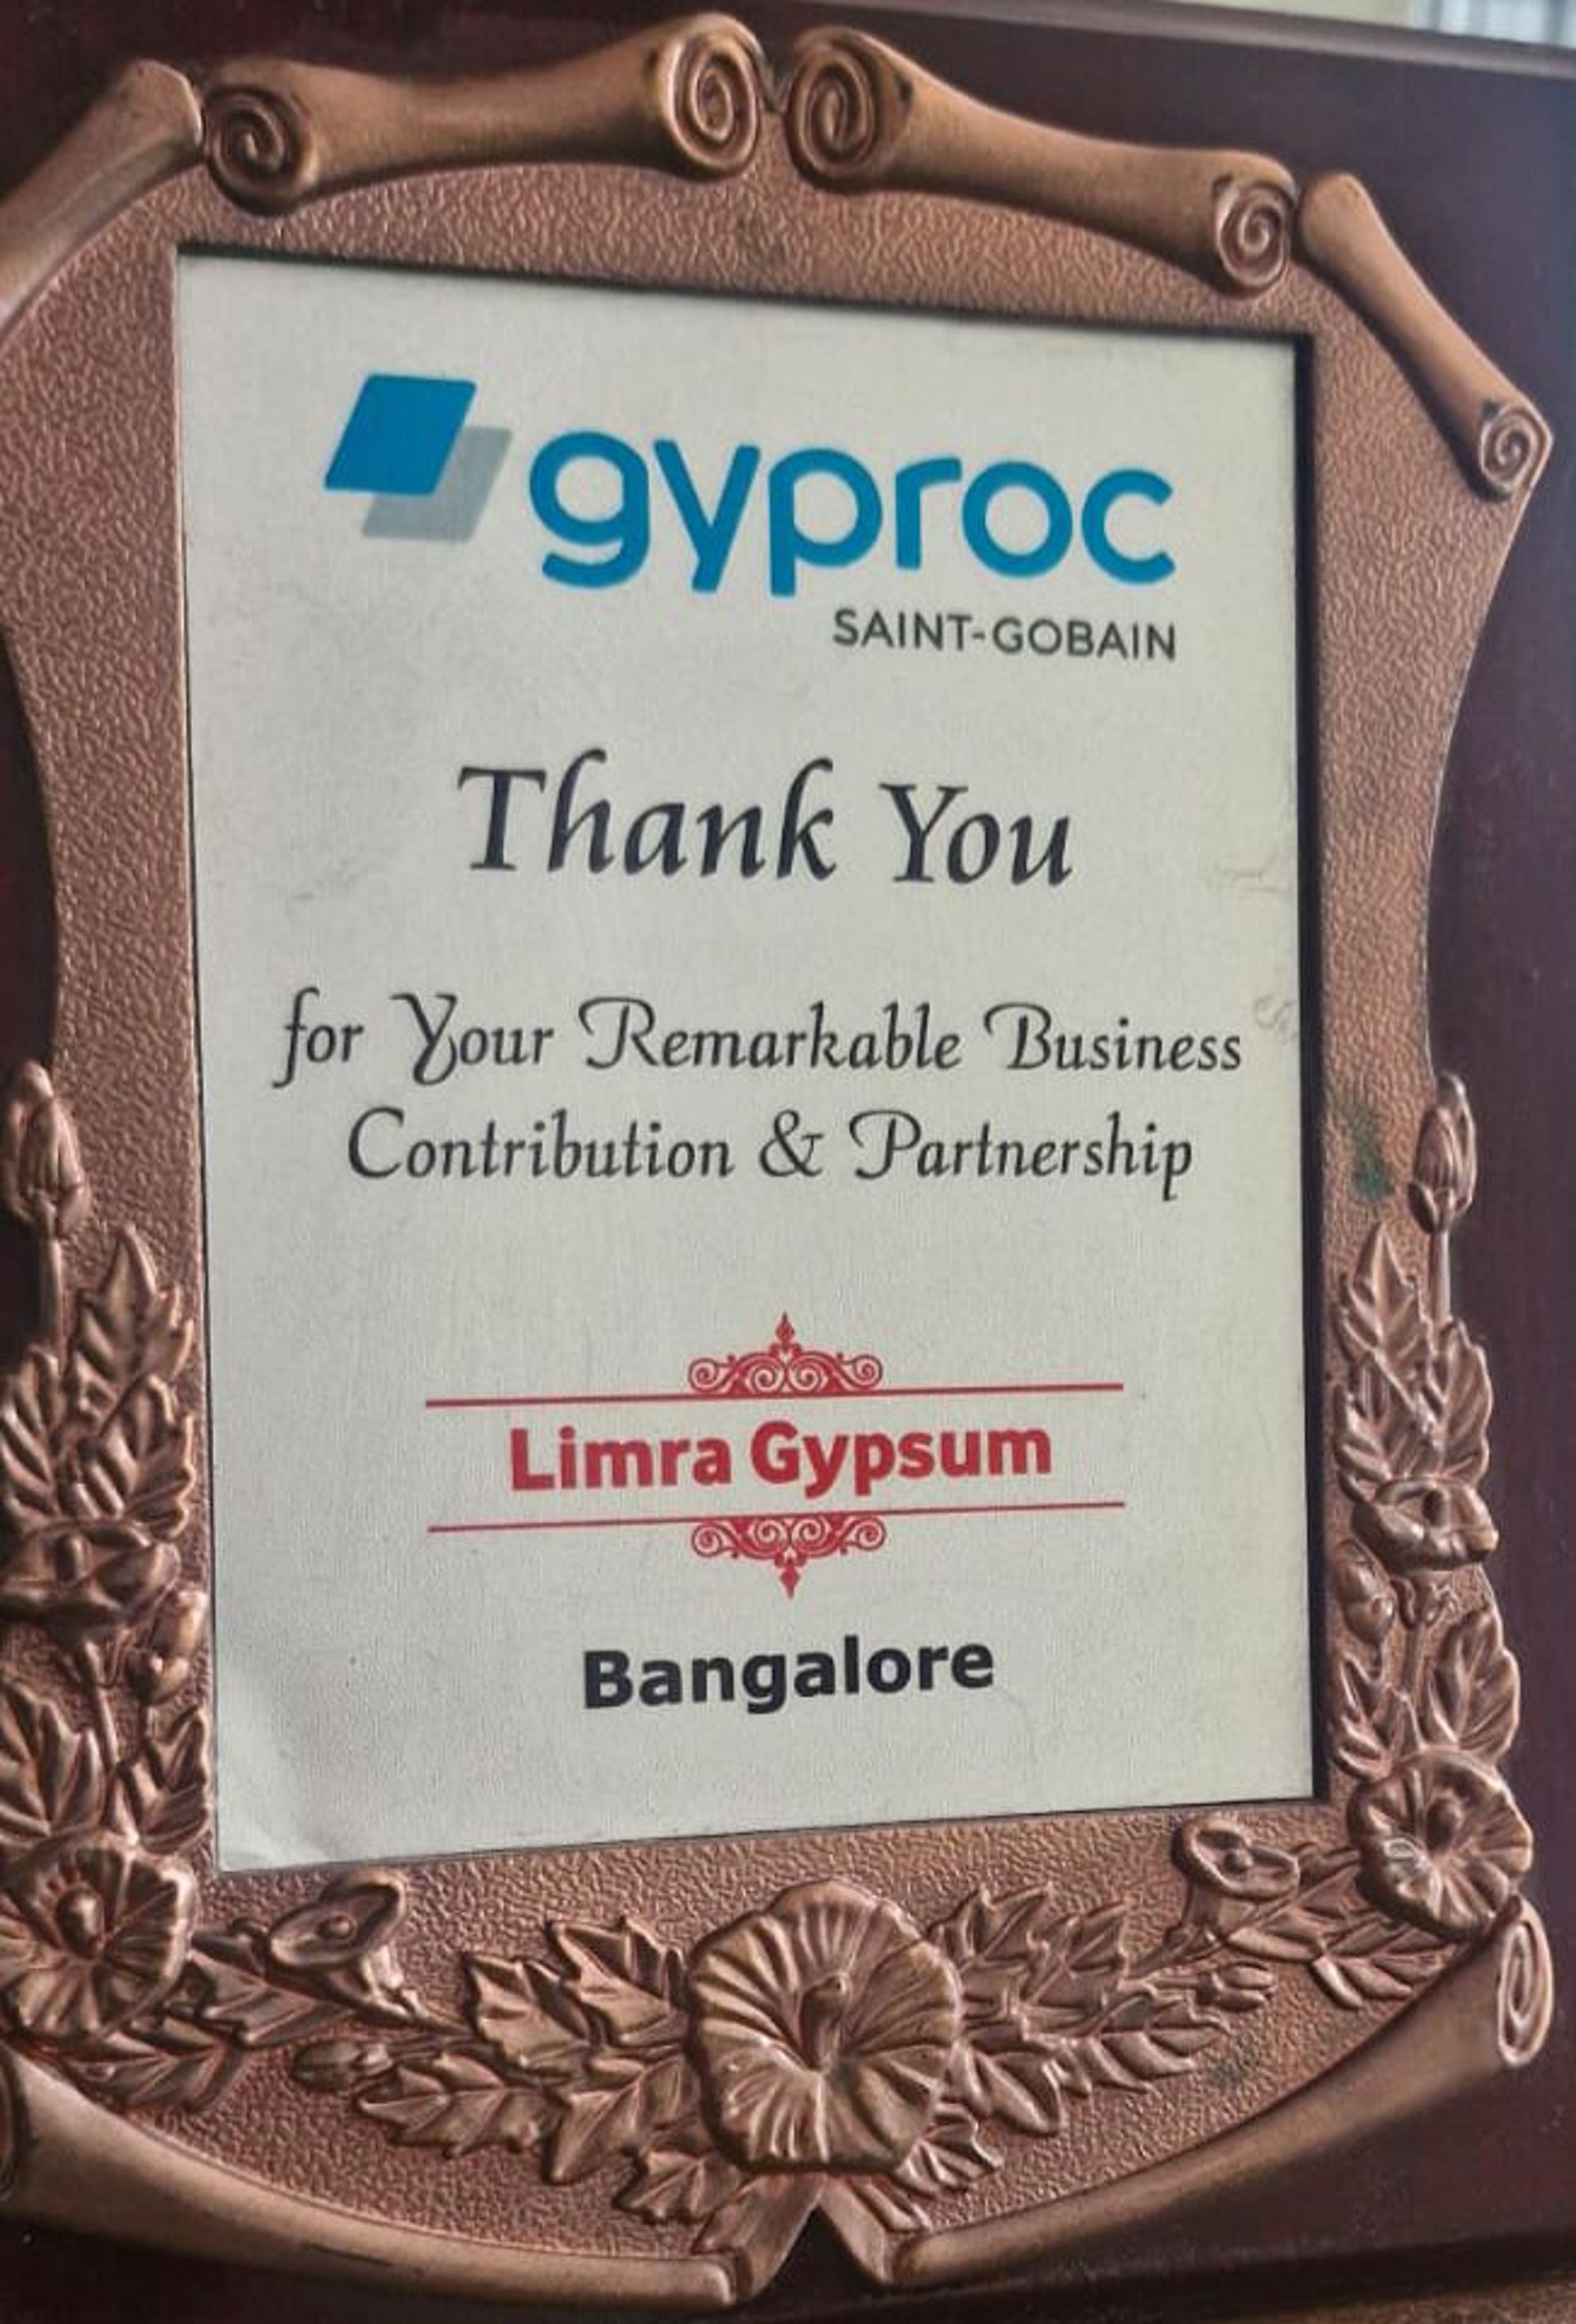 gyproc
SAINT-GOBAIN
Thank You
for Your Remarkable Business
Contribution & Partnership
Limra Gypsum
Bangalore